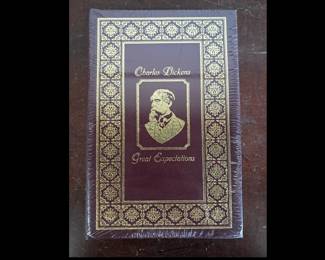 Charles Dickens
Great Expectations